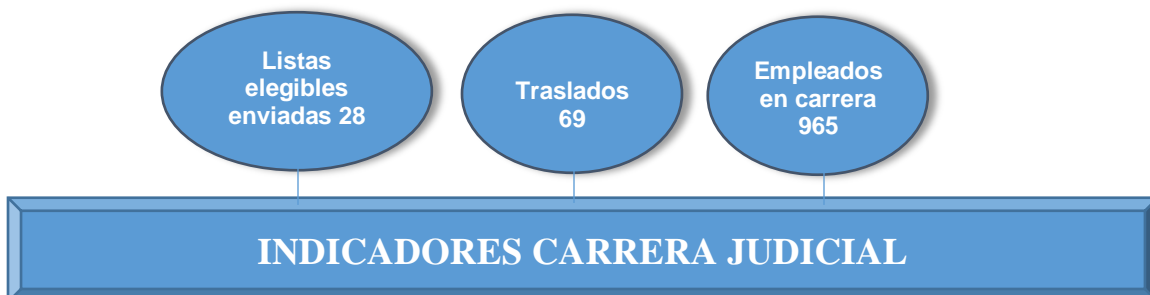 Listas
elegibles
enviadas 28
Traslados
69
Empleados
en carrera
965
INDICADORES CARRERA JUDICIAL